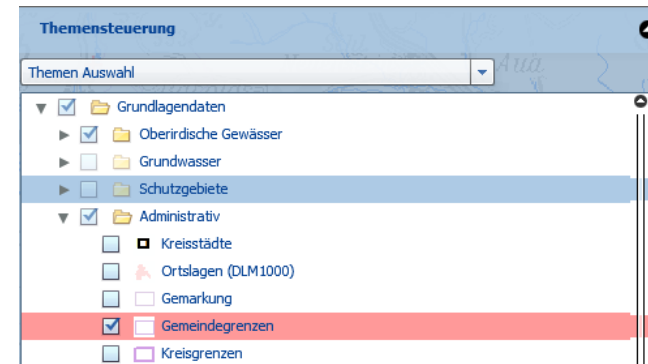 Themensteuerung
Themen Auswahl
Grundlagendaten
Oberirdische Gewässer
Grundwasser
Schutzgebiete
Administrativ
Kreisstädte
Ortslagen (DLM1000)
Gemarkung
Gemeindegrenzen
Kreisgrenzen